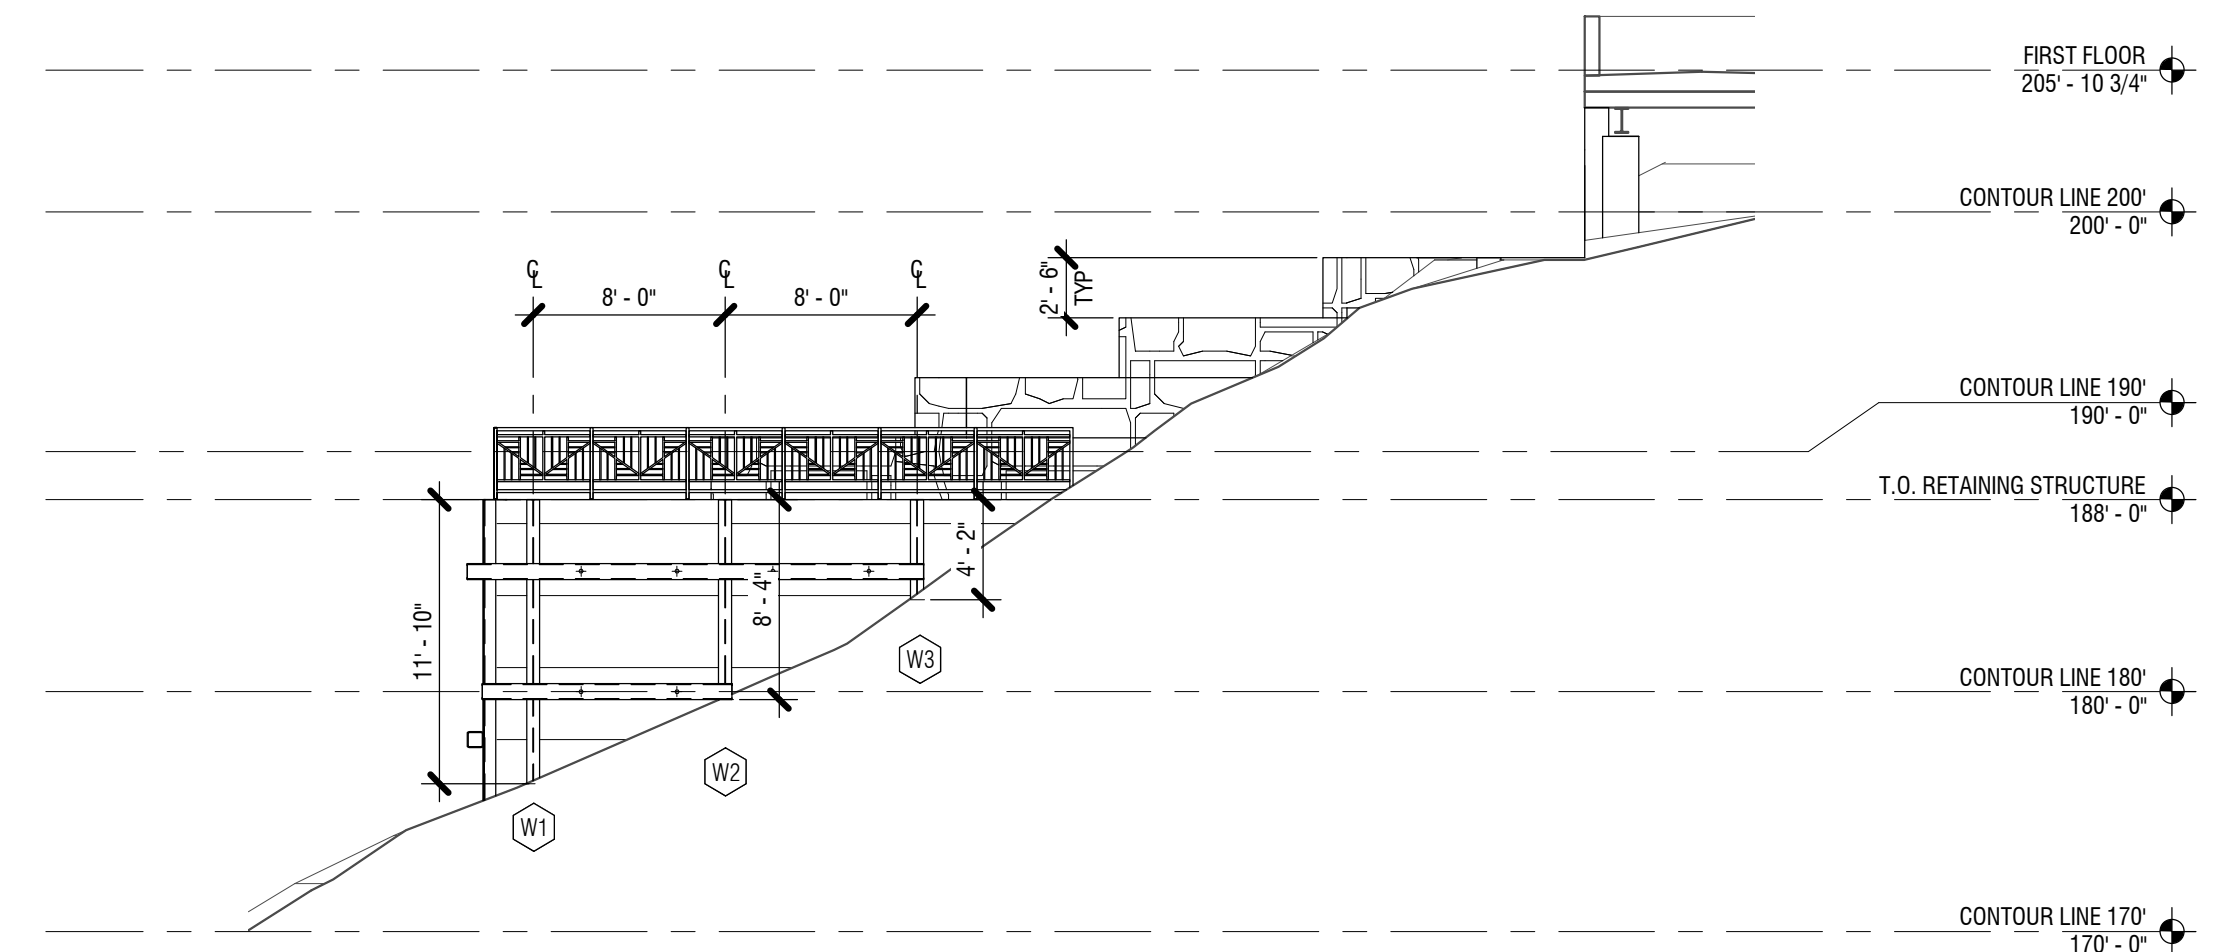 FIRST FLOOR
205' - 10 3/4"
CONTOUR LINE 200'
200' - 0"
CL
CL
CL
8' - 0"
8' - 0"
2' - 6"
TYP
CONTOUR LINE 190'
190' - 0"
T.O. RETAINING STRUCTURE
188' - 0"
11' - 10"
8' - 4"
4' - 2"
W3
CONTOUR LINE 180'
180' - 0"
W2
W1
CONTOUR LINE 170'
170' - 0"